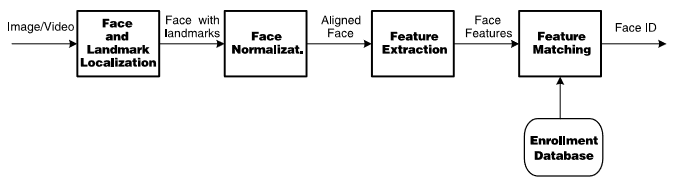 Image/Video
Face
and
Landmark
Localization
Face with
landmarks
Face
Normalizat.
Aligned
Face
Feature
Extraction
Face
Features
Feature
Matching
Face ID
Enrollment
Database